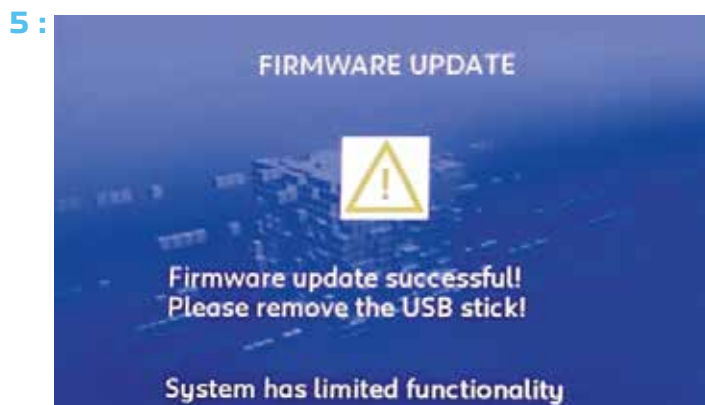 5 :
FIRMWARE UPDATE
!
Firmware update successful!
Please remove the USB stick!
System has limited functionality